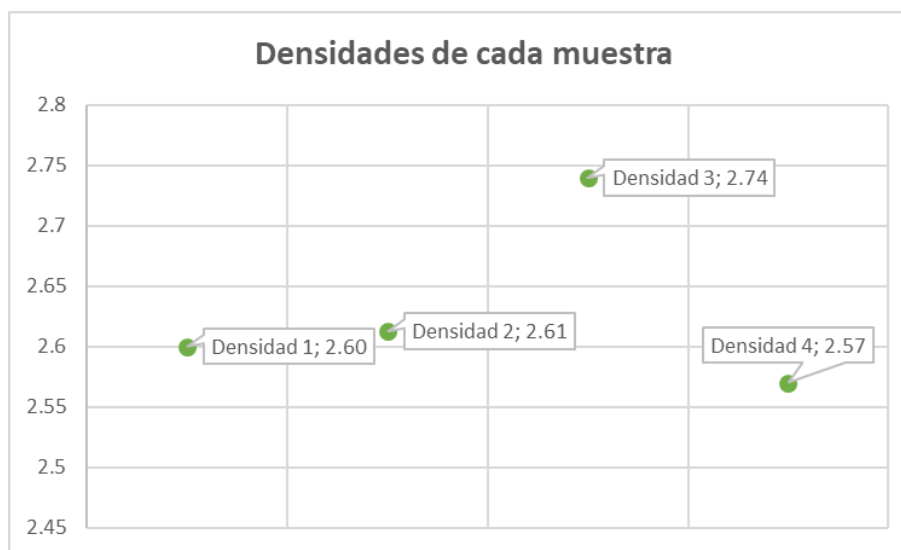 Densidades de cada muestra
2.8
2.75
Densidad 3; 2.74
2.7
2.65
Densidad 2; 2.61
Densidad 1; 2.60
Densidad 4; 2.57
2.6
2.55
2.5
2.45